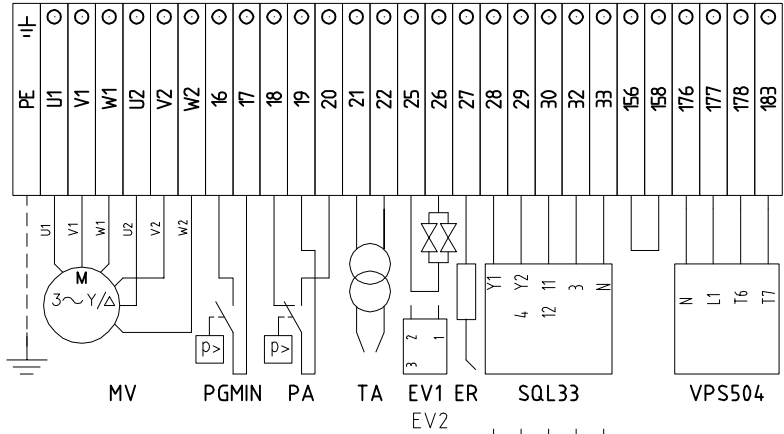 PE U1 V1 W1 U2 V2 W2 16 17 18 19 20 21 22 25 26 27 28 29 30 32 33 156 158 176 177 178 183
U1 V1 W1 U2 V2 W2
M
3~ Y/△
P>
P>
3 2 1
Y1 Y2 11 3 N
4 12
N L1 T6 T7
MV PGMIN PA TA EV1 ER SQL33 VPS504
EV2